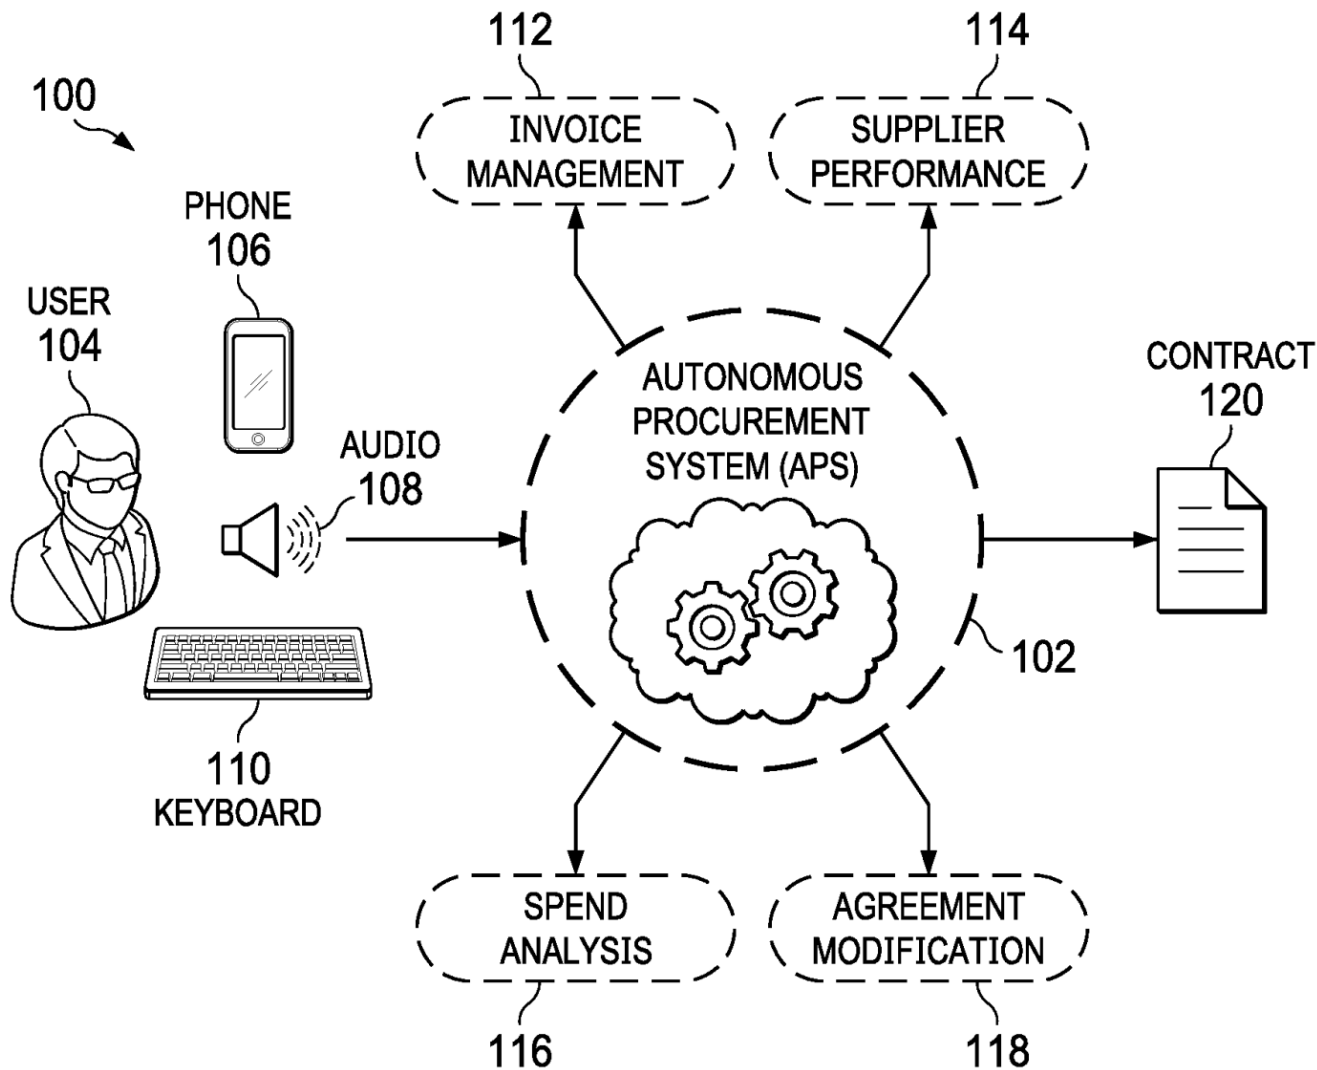 112
114
100
INVOICE
MANAGEMENT
SUPPLIER
PERFORMANCE
PHONE
106
USER
104
AUTONOMOUS
PROCUREMENT
SYSTEM (APS)
CONTRACT
120
AUDIO
108
102
110
KEYBOARD
SPEND
ANALYSIS
AGREEMENT
MODIFICATION
116
118